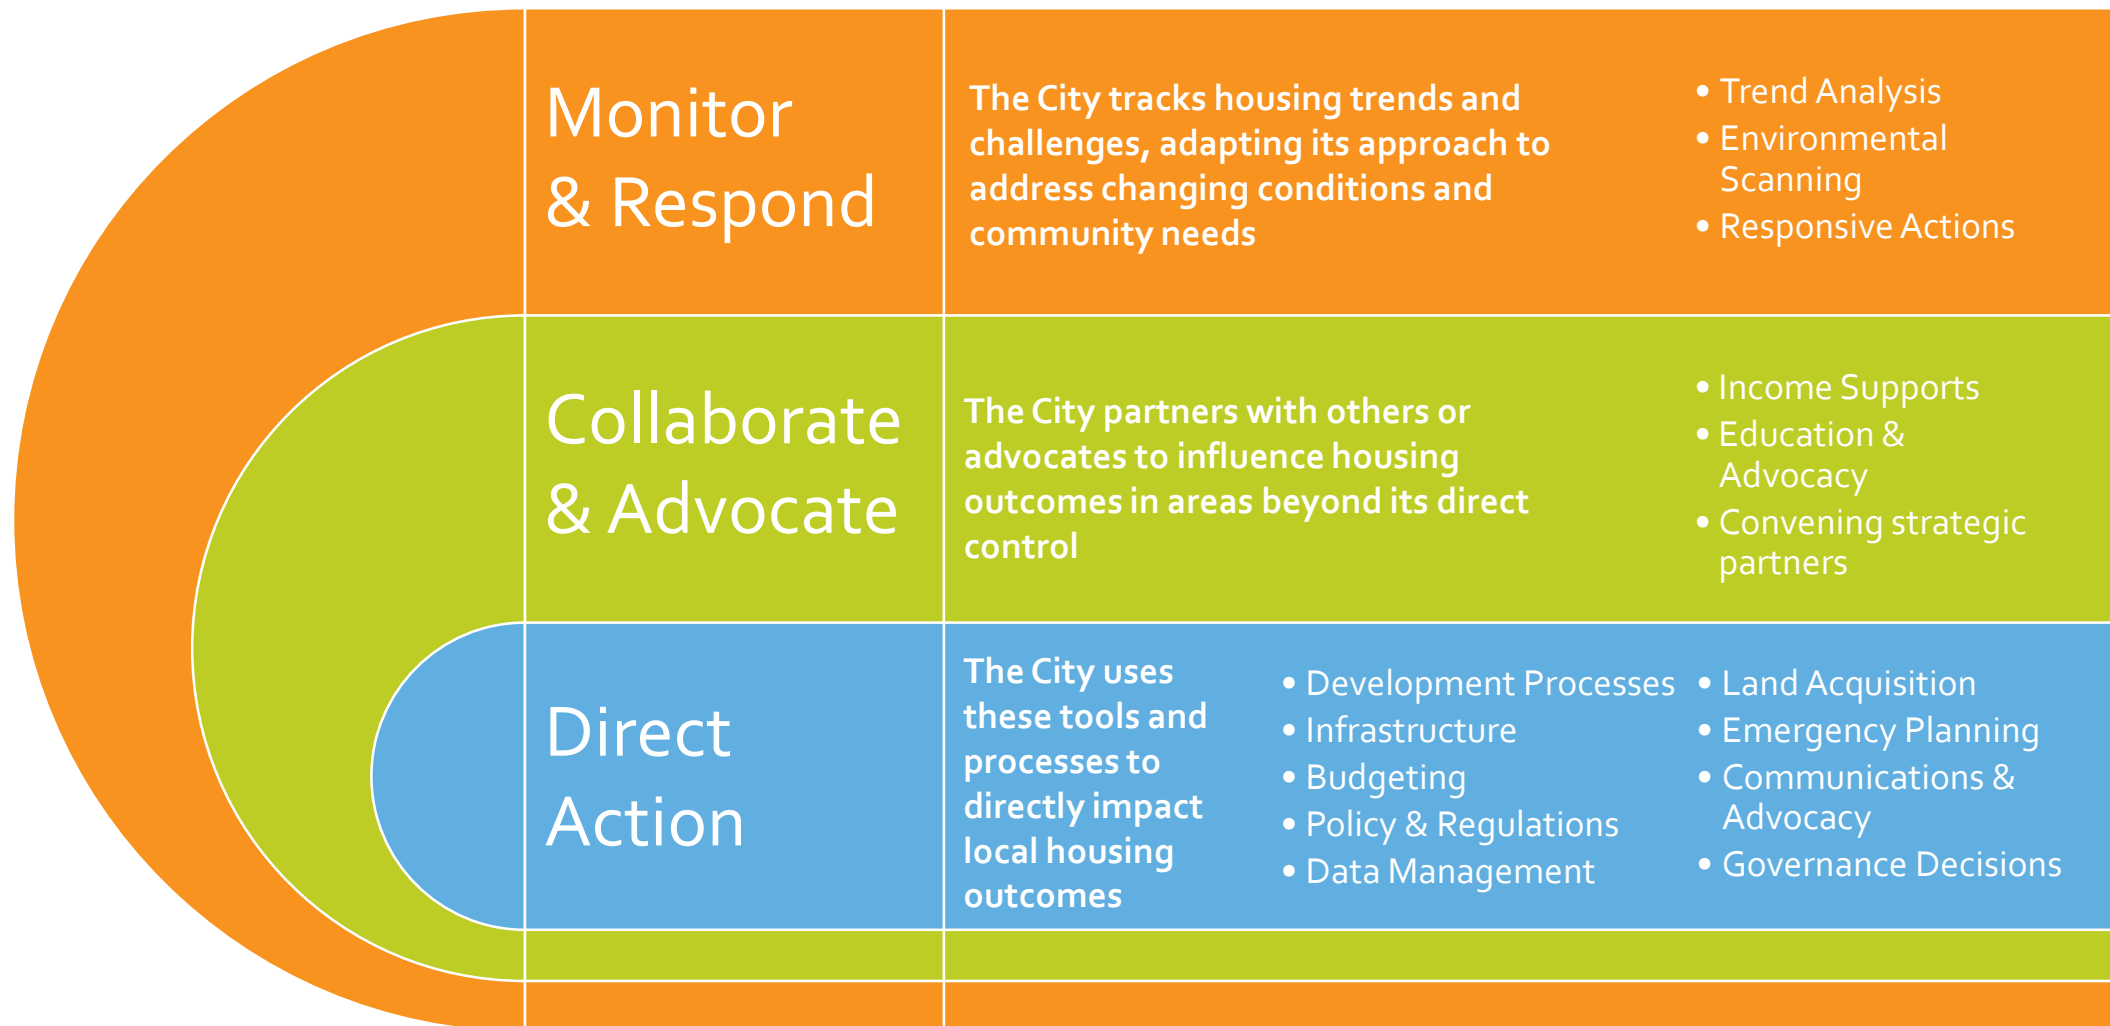 Monitor
& Respond
The City tracks housing trends and
challenges, adapting its approach to
address changing conditions and
community needs
• Trend Analysis
• Environmental
Scanning
• Responsive Actions
Collaborate
& Advocate
The City partners with others or
advocates to influence housing
outcomes in areas beyond its direct
control
• Income Supports
• Education &
Advocacy
• Convening strategic
partners
Direct
Action
The City uses
these tools and
processes to
directly impact
local housing
outcomes
• Development Processes
• Infrastructure
• Budgeting
• Policy & Regulations
• Data Management
• Land Acquisition
• Emergency Planning
• Communications &
Advocacy
• Governance Decisions